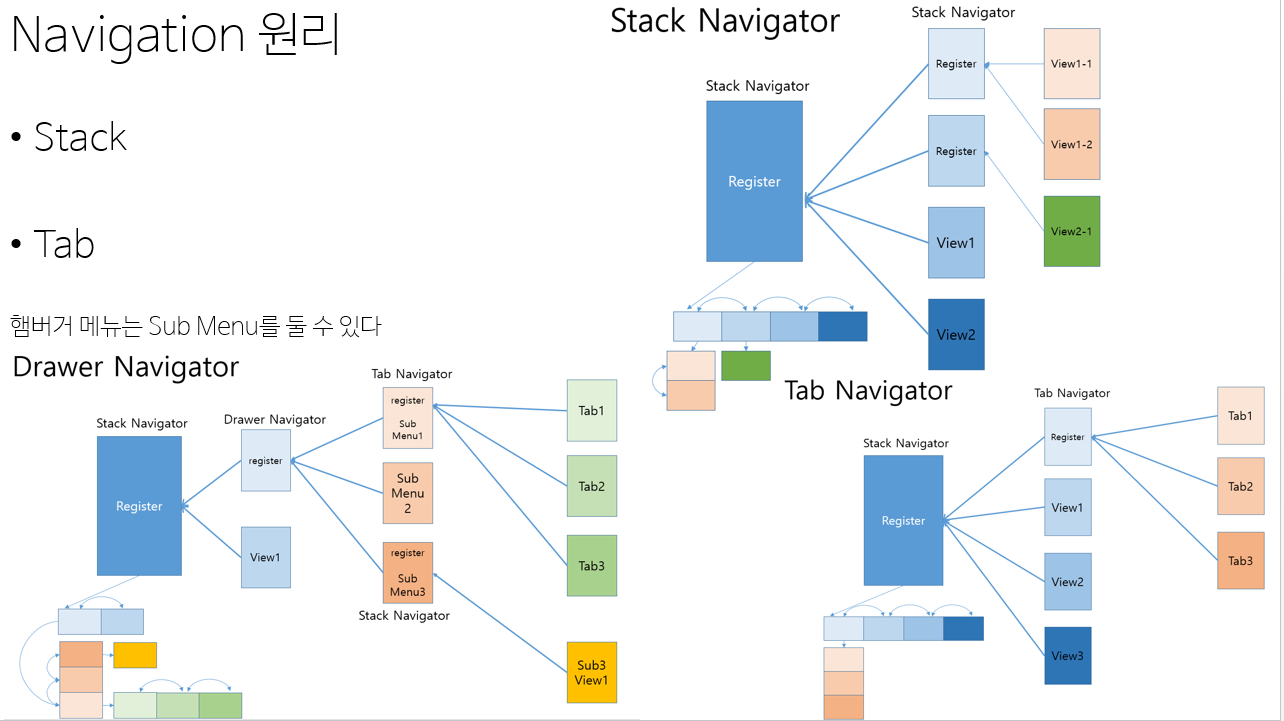 Navigation 원리
• Stack
• Tab
햄버거 메뉴는 Sub Menu를 둘 수 있다
Drawer Navigator
Stack Navigator
Register
Drawer Navigator
register
View1
Tab Navigator
register
Sub
Menu1
Sub
Menu
2
register
Sub
Menu3
Stack Navigator
Tab1
Tab2
Tab3
Sub3
View1
Stack Navigator
Stack Navigator
Register
Stack Navigator
Register
Register
View1
View2
View1-1
View1-2
View2-1
Tab Navigator
Stack Navigator
Register
Tab Navigator
Register
View1
View2
View3
Tab1
Tab2
Tab3